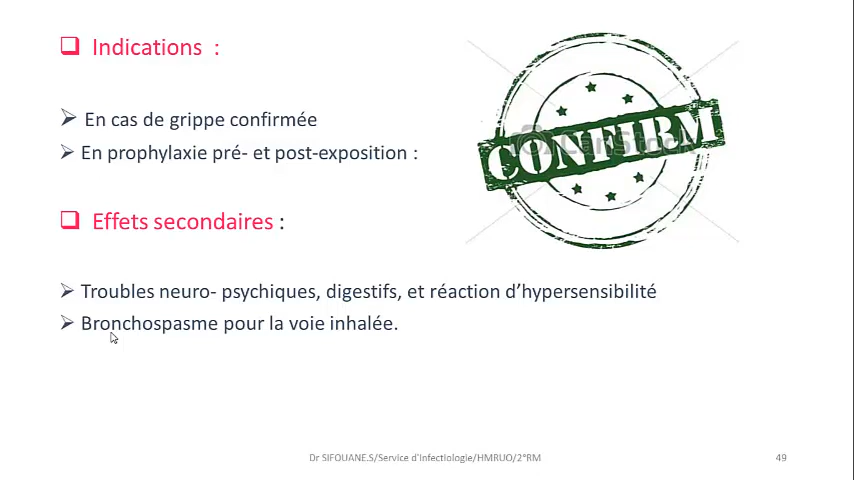 Indications :
En cas de grippe confirmée
En prophylaxie pré- et post-exposition :
CONFIRM
CanStock
Effets secondaires :
Troubles neuro- psychiques, digestifs, et réaction d’hypersensibilité
Bronchospasme pour la voie inhalée.
Dr SIFOUANE.S/Service d'Infectiologie/HMRUO/2°RM
49